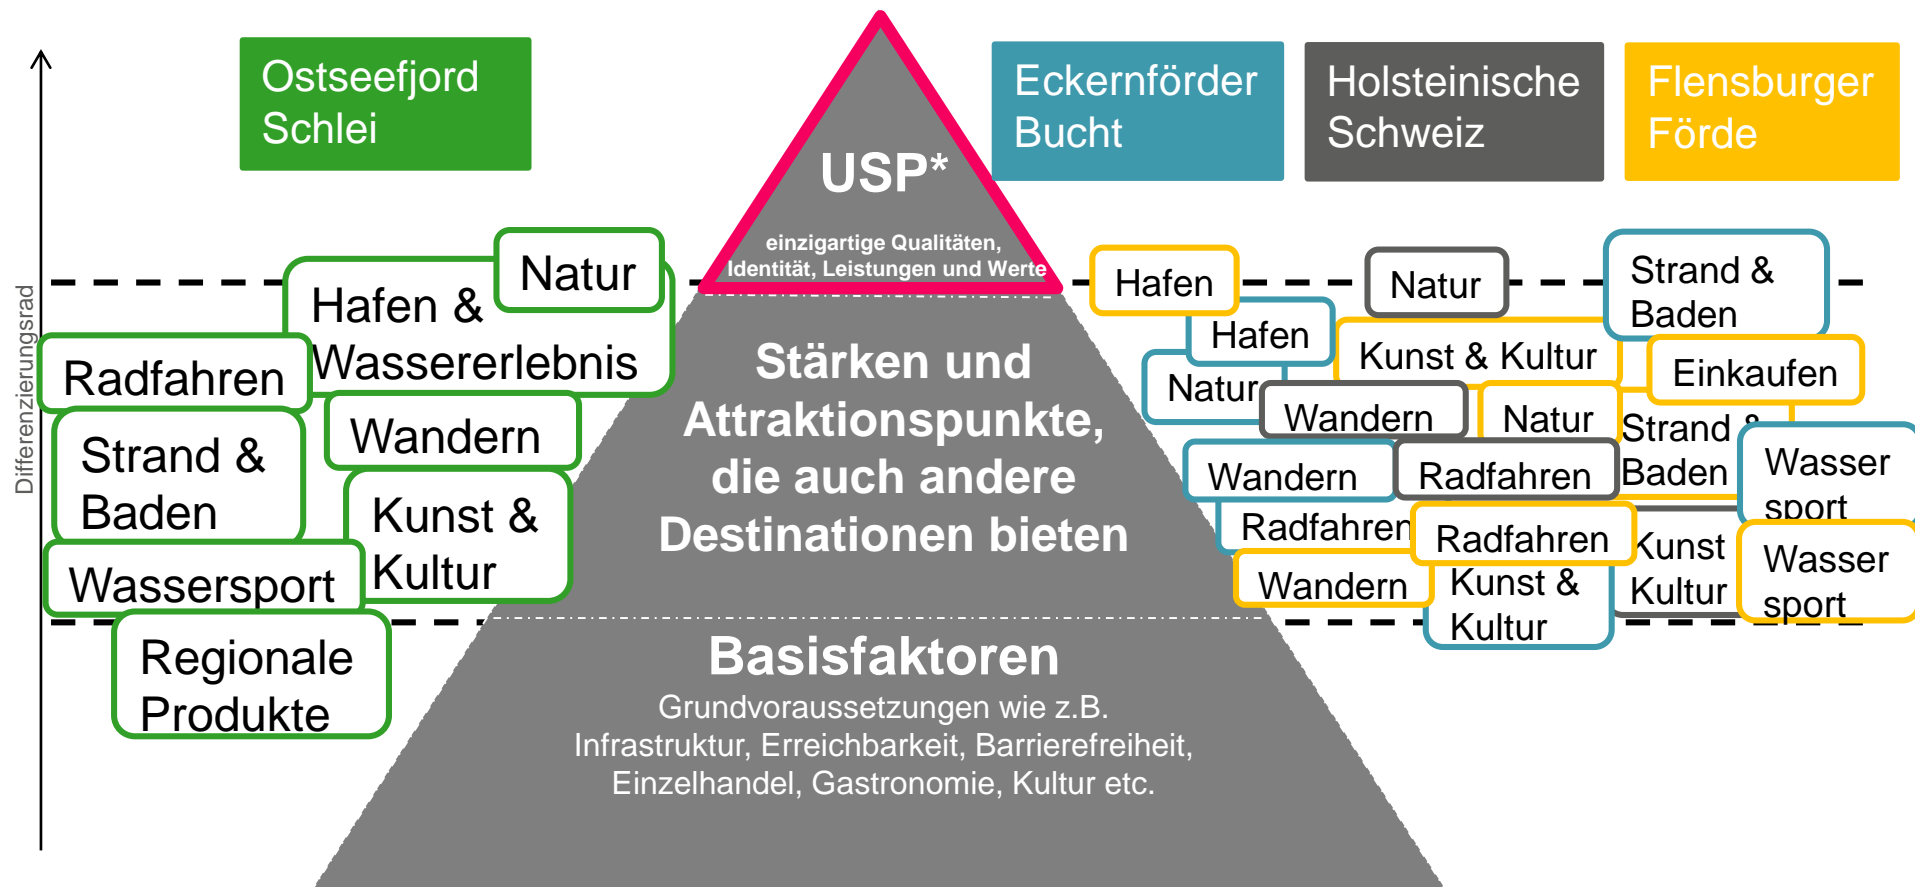 Ostseefjord
Schlei
Eckernförder
Bucht
Holsteinische
Schweiz
Flensburger
Förde
Differenzierungsrad
USP*
einzigartige Qualitäten,
Identität, Leistungen und Werte
Stärken und
Attraktionspunkte,
die auch andere
Destinationen bieten
Basisfaktoren
Grundvoraussetzungen wie z.B.
Infrastruktur, Erreichbarkeit, Barrierefreiheit,
Einzelhandel, Gastronomie, Kultur etc.
Natur
Hafen &
Wassererlebnis
Radfahren
Wandern
Strand &
Baden
Kunst &
Kultur
Wassersport
Regionale
Produkte
Hafen
Natur
Strand &
Baden
Hafen
Kunst & Kultur
Einkaufen
Natur
Wandern
Natur
Strand &
Baden
Wandern
Radfahren
Wasser
sport
Radfahren
Radfahren
Kunst
Kultur
Wasser
sport
Wandern
Kunst &
Kultur